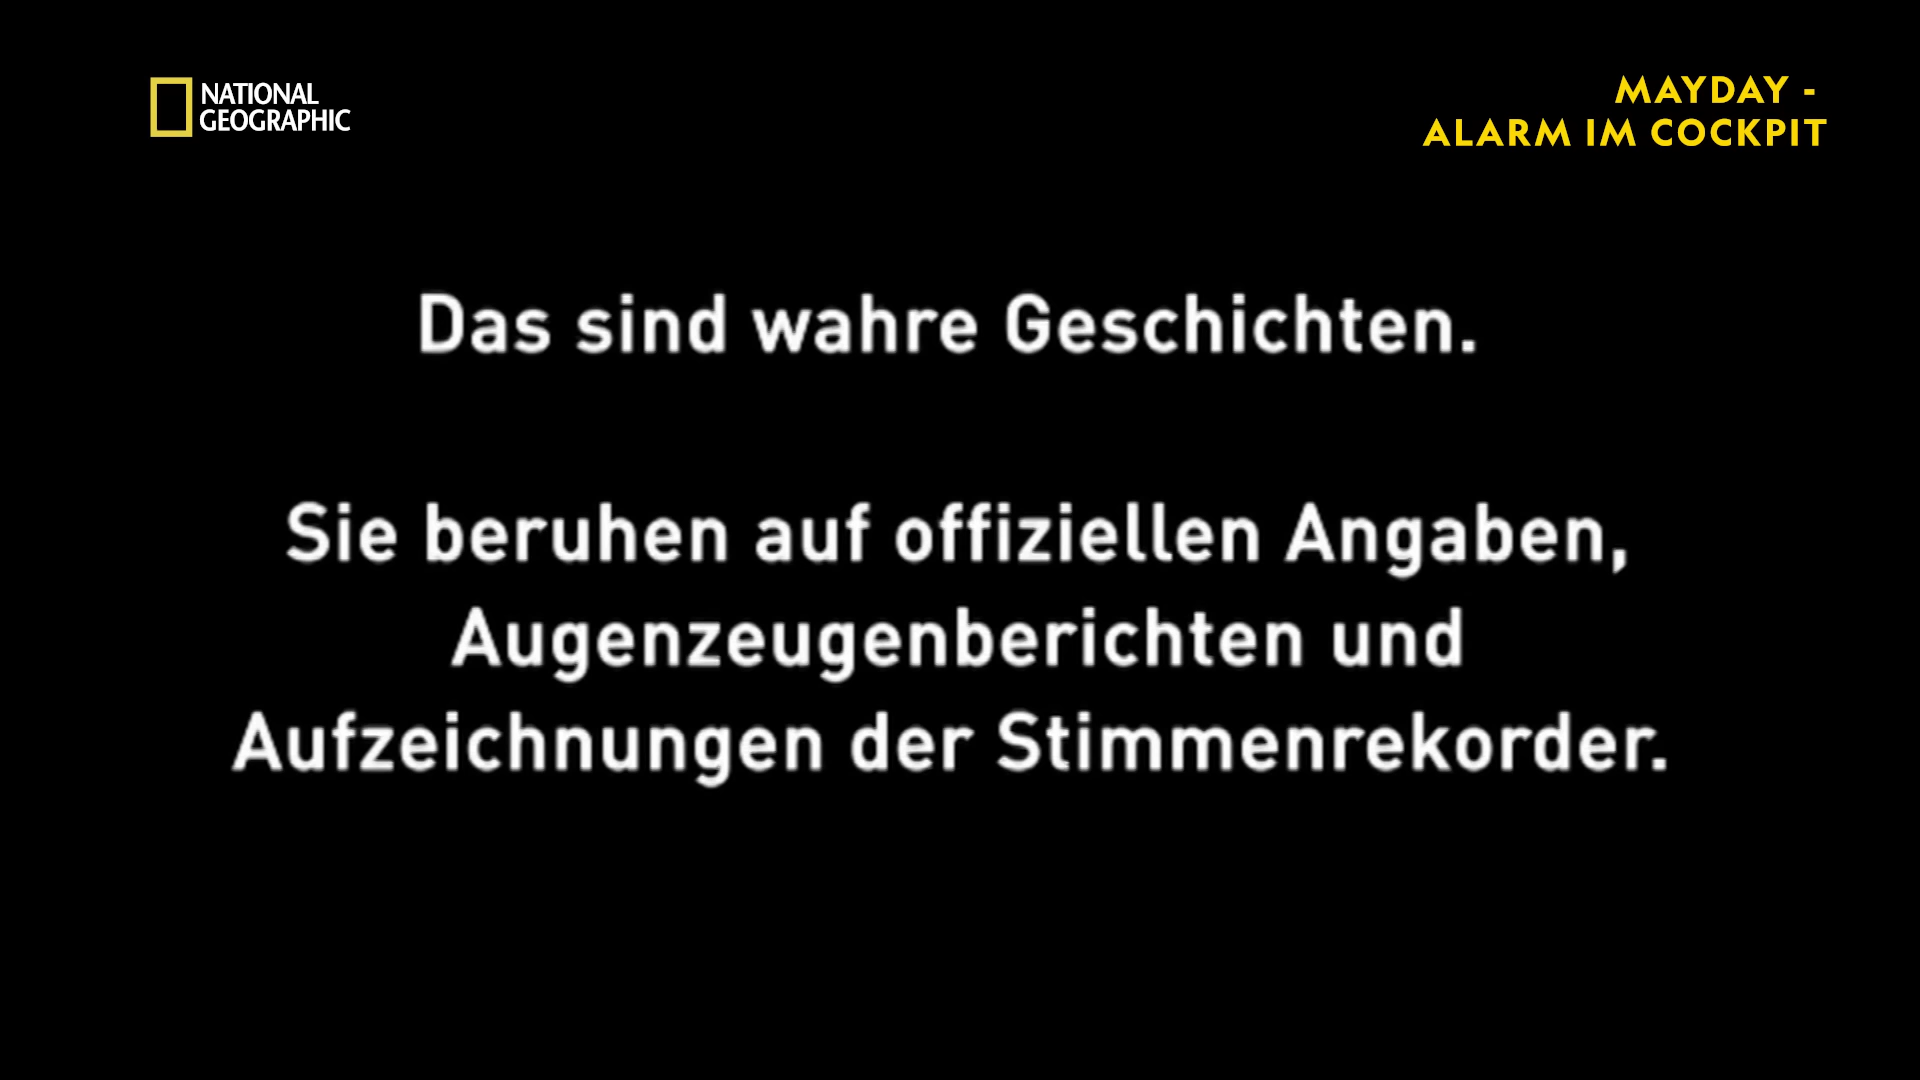 NATIONAL
GEOGRAPHIC
MAYDAY -
ALARM IM COCKPIT
Das sind wahre Geschichten.
Sie beruhen auf offiziellen Angaben,
Augenzeugenberichten und
Aufzeichnungen der Stimmenrekorder.